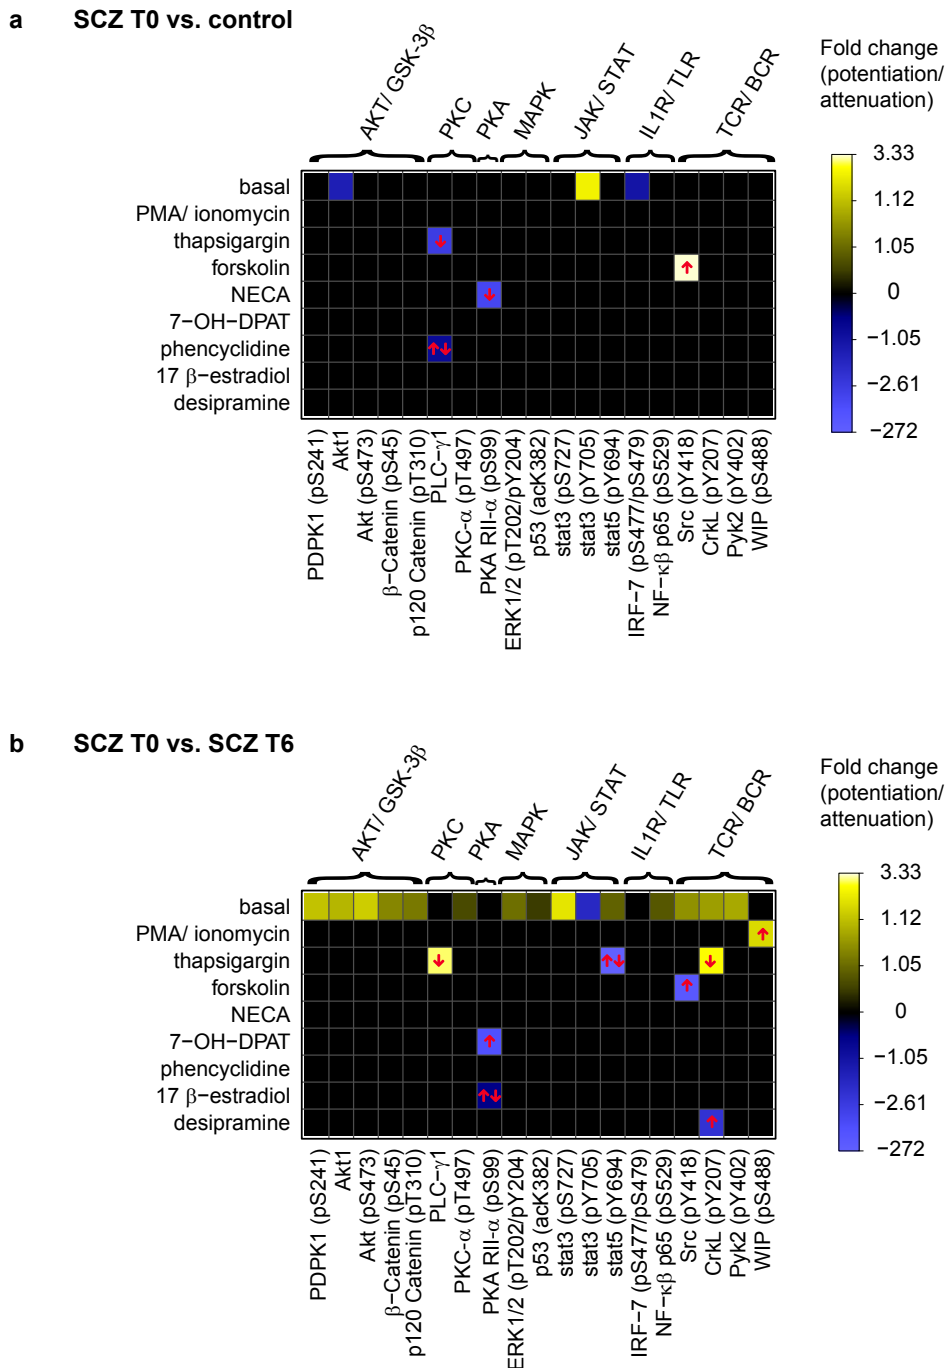 a SCZ T0 vs. control
AKT/ GSK-3β
PKC
PKA
MAPK
JAK/ STAT
IL1R/ TLR
TCR/ BCR
Fold change
(potentiation/
attenuation)
3.33
1.12
1.05
0
−1.05
−2.61
−272
basal
PMA/ ionomycin
thapsigargin
forskolin
NECA
7−OH−DPAT
phencyclidine
17 β−estradiol
desipramine
PDPK1 (pS241)
Akt1
Akt (pS473)
β−Catenin (pS45)
p120 Catenin (pT310)
PLC−γ1
PKC−α (pT497)
PKA RII−α (pS99)
ERK1/2 (pT202/pY204)
p53 (acK382)
stat3 (pS727)
stat3 (pY705)
stat5 (pY694)
IRF−7 (pS477/pS479)
NF−κβ p65 (pS529)
Src (pY418)
CrkL (pY207)
Pyk2 (pY402)
WIP (pS488)
b SCZ T0 vs. SCZ T6
AKT/ GSK-3β
PKC
PKA
MAPK
JAK/ STAT
IL1R/ TLR
TCR/ BCR
Fold change
(potentiation/
attenuation)
3.33
1.12
1.05
0
−1.05
−2.61
−272
basal
PMA/ ionomycin
thapsigargin
forskolin
NECA
7−OH−DPAT
phencyclidine
17 β−estradiol
desipramine
PDPK1 (pS241)
Akt1
Akt (pS473)
β−Catenin (pS45)
p120 Catenin (pT310)
PLC−γ1
PKC−α (pT497)
PKA RII−α (pS99)
ERK1/2 (pT202/pY204)
p53 (acK382)
stat3 (pS727)
stat3 (pY705)
stat5 (pY694)
IRF−7 (pS477/pS479)
NF−κβ p65 (pS529)
Src (pY418)
CrkL (pY207)
Pyk2 (pY402)
WIP (pS488)